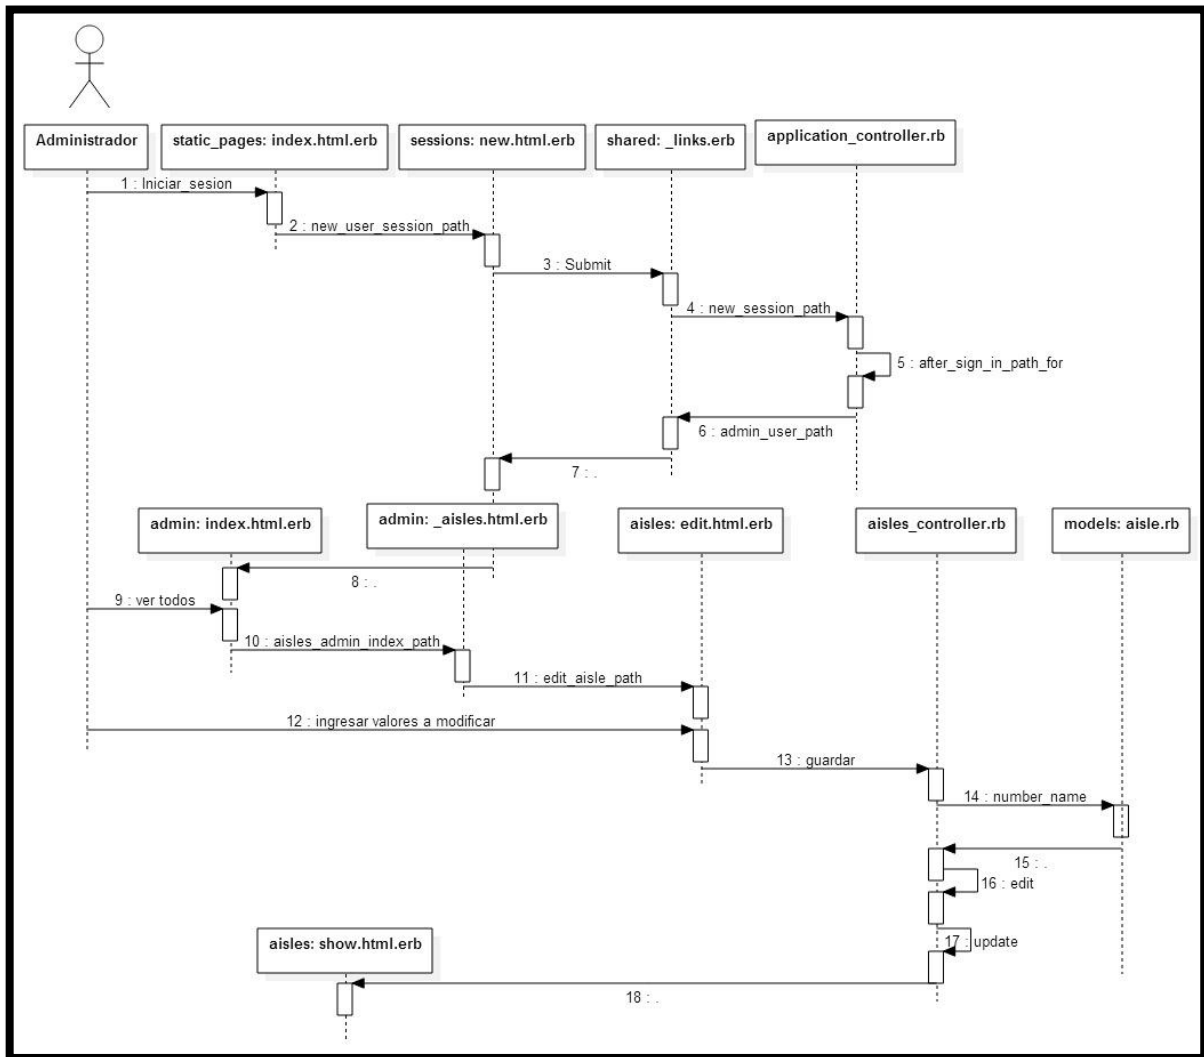 Administrador
static_pages: index.html.erb
sessions: new.html.erb
shared: _links.erb
application_controller.rb
1 : Iniciar_sesion
2 : new_user_session_path
3 : Submit
4 : new_session_path
5 : after_sign_in_path_for
6 : admin_user_path
7 : .
admin: index.html.erb
admin: _aisles.html.erb
aisles: edit.html.erb
aisles_controller.rb
models: aisle.rb
8 : .
9 : ver todos
10 : aisles_admin_index_path
11 : edit_aisle_path
12 : ingresar valores a modificar
13 : guardar
14 : number_name
15 : .
16 : edit
17 : update
aisles: show.html.erb
18 : .